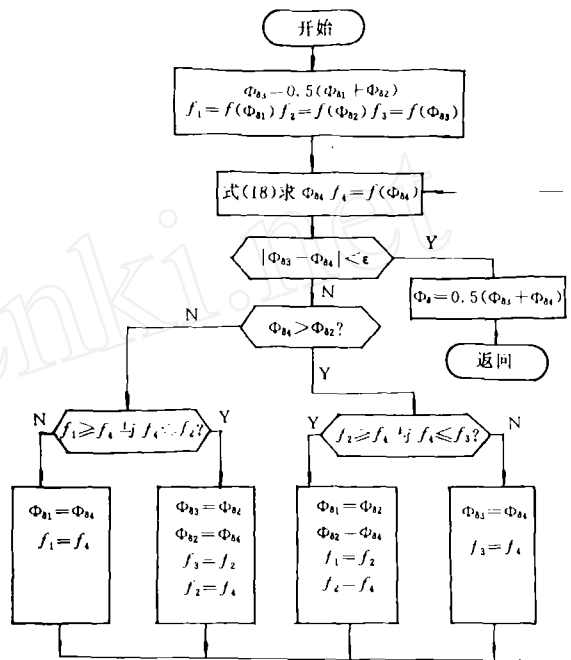 开始
Φδ3=0.5(Φδ1+Φδ2)
f1=f(Φδ1) f2=f(Φδ2) f3=f(Φδ3)
式(18)求 Φδ4 f4=f(Φδ4)
|Φδ3-Φδ4|<ε
Y
N
Φδ=0.5(Φδ3+Φδ4)
返回
Φδ4>Φδ2?
N
Y
f1≥f4 与 f4≤f2?
N
Y
f2≥f4 与 f4≤f3?
Y
N
Φδ1=Φδ4
f1=f4
Φδ3=Φδ2
Φδ2=Φδ4
f3=f2
f2=f4
Φδ1=Φδ2
Φδ2=Φδ4
f1=f2
f2=f4
Φδ3=Φδ4
f3=f4
enki.net